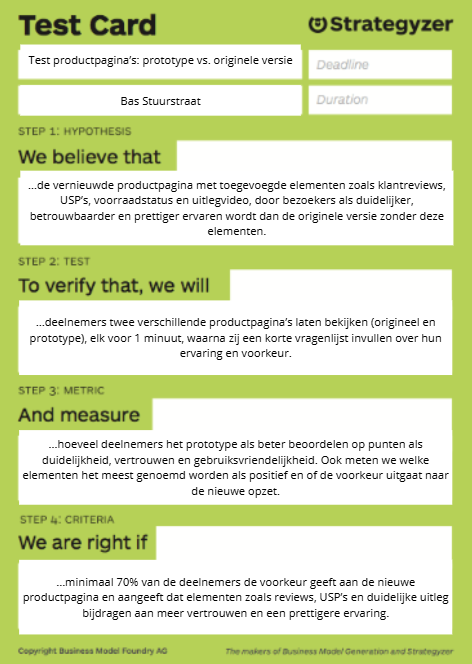 Test Card
Strategyzer
Test productpagina's: prototype vs. originele versie
Deadline
Bas Stuurstraat
Duration
STEP 1: HYPOTHESIS
We believe that
...de vernieuwde productpagina met toegevoegde elementen zoals klantreviews,
USP's, voorraadstatus en uitlegvideo, door bezoekers als duidelijker,
betrouwbaarder en prettiger ervaren wordt dan de originele versie zonder deze
elementen.
STEP 2: TEST
To verify that, we will
...deelnemers twee verschillende productpagina's laten bekijken (origineel en
prototype), elk voor 1 minuut, waarna zij een korte vragenlijst invullen over hun
ervaring en voorkeur.
STEP 3: METRIC
And measure
...hoeveel deelnemers het prototype als beter beoordelen op punten als
duidelijkheid, vertrouwen en gebruiksvriendelijkheid. Ook meten we welke
elementen het meest genoemd worden als positief en of de voorkeur uitgaat naar
de nieuwe opzet.
STEP 4: CRITERIA
We are right if
...minimaal 70% van de deelnemers de voorkeur geeft aan de nieuwe
productpagina en aangeeft dat elementen zoals reviews, USP's en duidelijke uitleg
bijdragen aan meer vertrouwen en een prettigere ervaring.
Copyright Business Model Foundry AG
The makers of Business Model Generation and Strategyzer